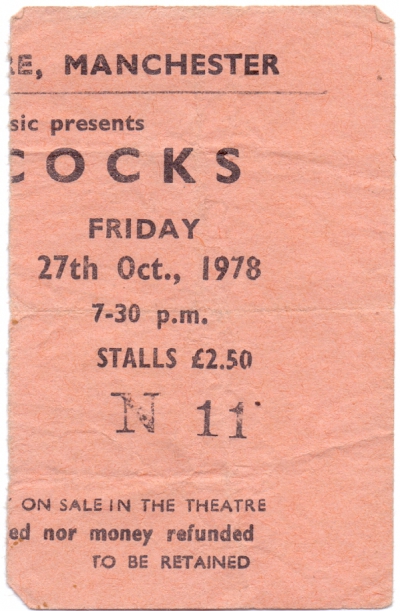 RE, MANCHESTER
sic presents
COCKS
FRIDAY
27th Oct., 1978
7-30 p.m.
STALLS £2.50
N 11
ON SALE IN THE THEATRE
ed nor money refunded
TO BE RETAINED